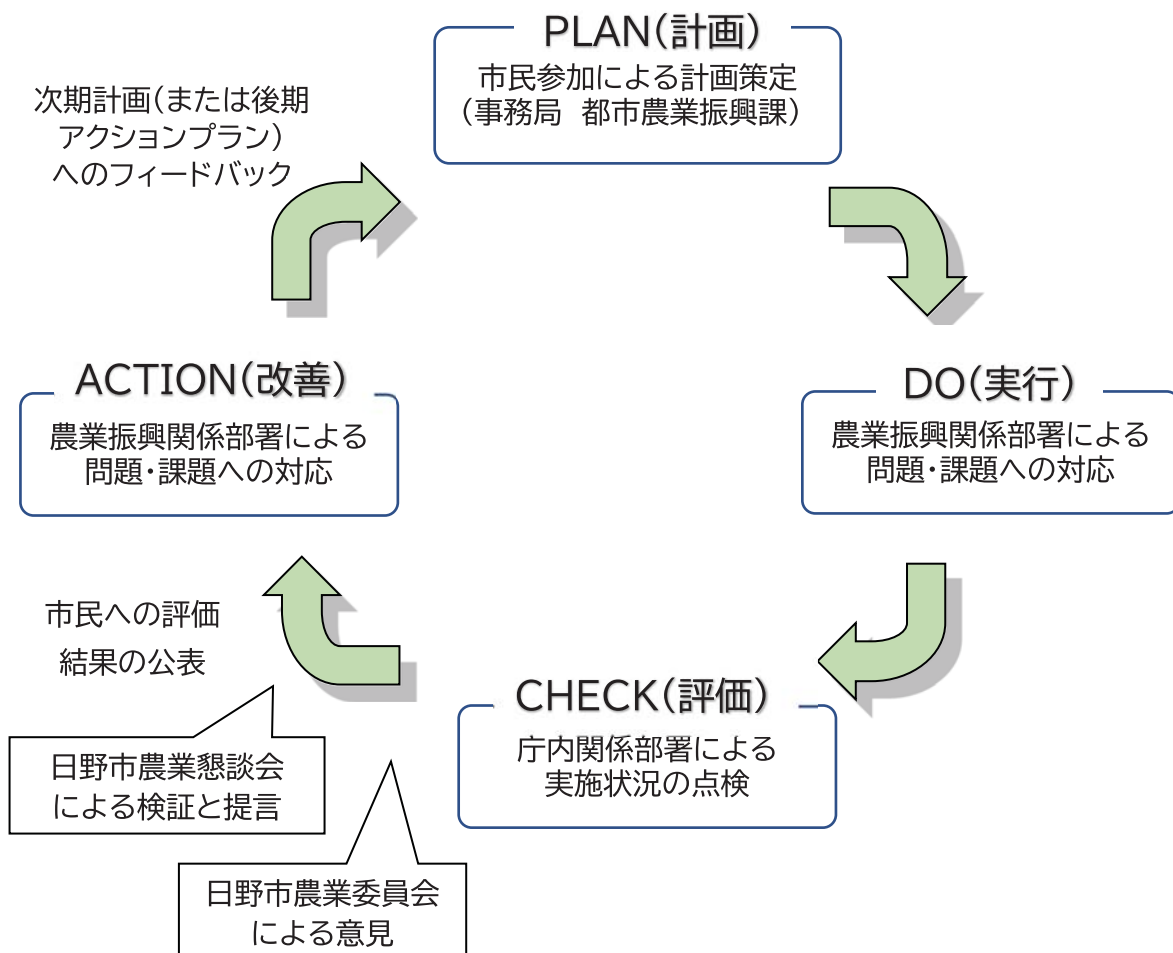 PLAN(計画)
市民参加による計画策定
(事務局　都市農業振興課)
次期計画(または後期
アクションプラン)
へのフィードバック
DO(実行)
農業振興関係部署による
問題・課題への対応
ACTION(改善)
農業振興関係部署による
問題・課題への対応
CHECK(評価)
庁内関係部署による
実施状況の点検
市民への評価
結果の公表
日野市農業懇談会
による検証と提言
日野市農業委員会
による意見